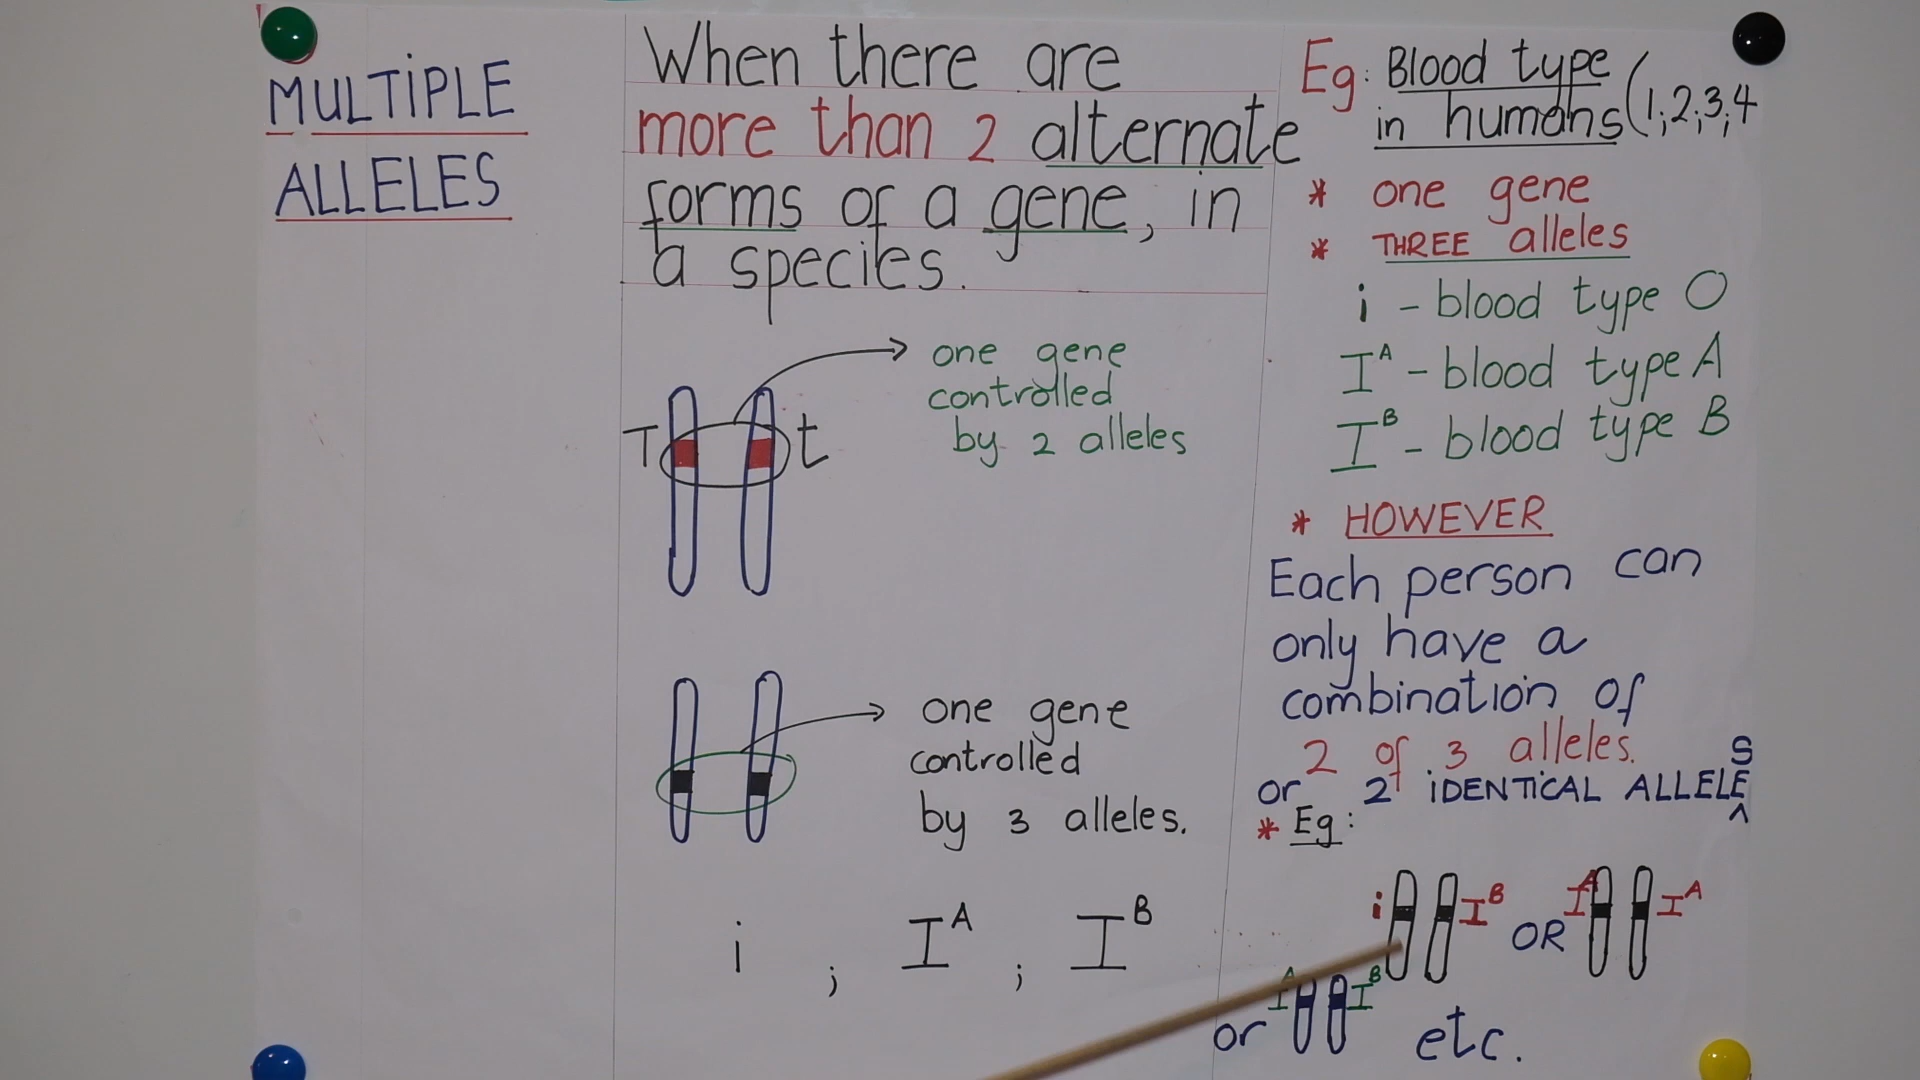 MULTIPLE
ALLELES
When there are
more than 2 alternate
forms of a gene, in
a species.
one gene
controlled
by 2 alleles
T t
one gene
controlled
by 3 alleles.
i ; I^A ; I^B
Eg: Blood type
in humans (1;2;3;4
* one gene
* THREE alleles
i - blood type O
I^A - blood type A
I^B - blood type B
* HOWEVER
Each person can
only have a
combination of
2 of 3 alleles.
or 2 iDENTiCAL ALLELES
* Eg:
i I^B OR I^A I^A
or I^A I^B etc.